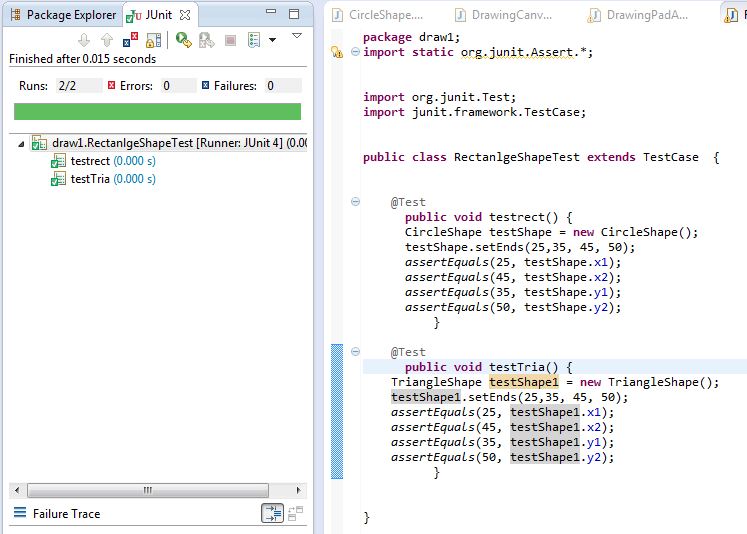 Package Explorer
JUnit
Finished after 0.015 seconds
Runs: 2/2
Errors: 0
Failures: 0
draw1.RectanlgeShapeTest [Runner: JUnit 4] (0.00
testrect (0.000 s)
testTria (0.000 s)
Failure Trace
CircleShape....
DrawingCanv...
DrawingPadA...
package draw1;
import static org.junit.Assert.*;
import org.junit.Test;
import junit.framework.TestCase;
public class RectanlgeShapeTest extends TestCase {
@Test
public void testrect() {
CircleShape testShape = new CircleShape();
testShape.setEnds(25,35, 45, 50);
assertEquals(25, testShape.x1);
assertEquals(45, testShape.x2);
assertEquals(35, testShape.y1);
assertEquals(50, testShape.y2);
}
@Test
public void testTria() {
TriangleShape testShape1 = new TriangleShape();
testShape1.setEnds(25,35, 45, 50);
assertEquals(25, testShape1.x1);
assertEquals(45, testShape1.x2);
assertEquals(35, testShape1.y1);
assertEquals(50, testShape1.y2);
}
}